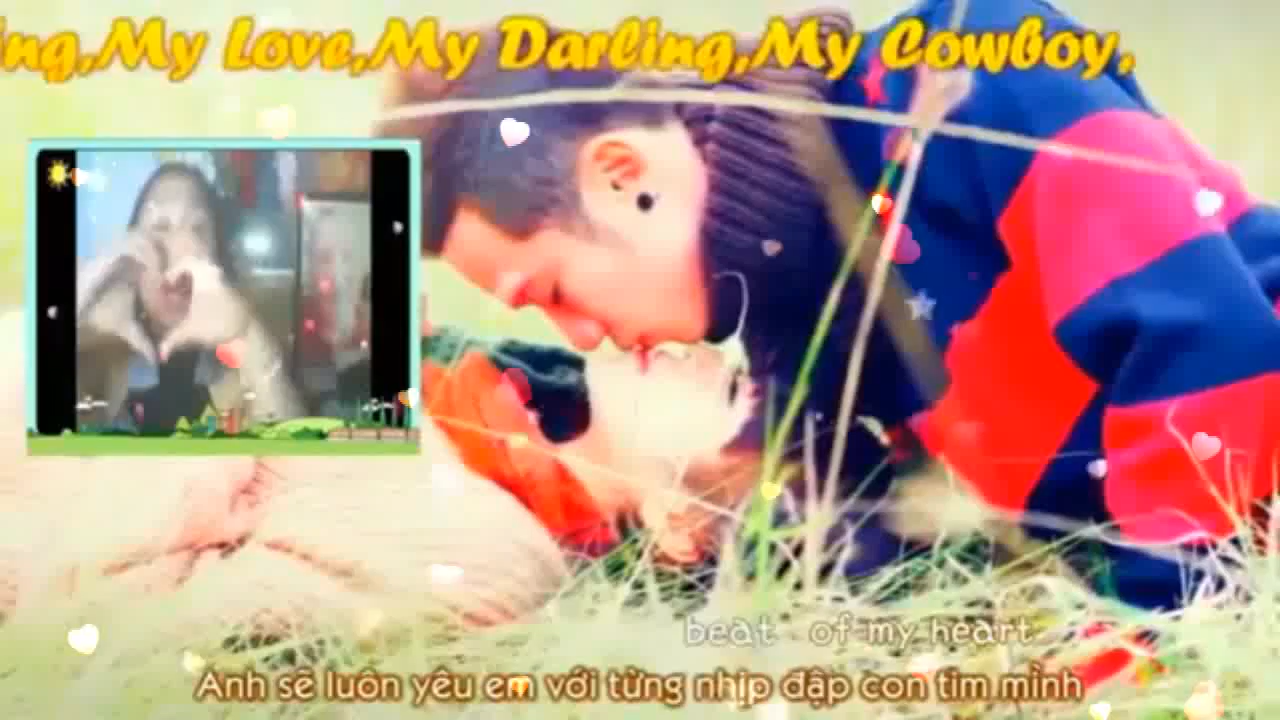 ing,My Love,My Darling,My Cowboy,
beat of my heart
Anh sẽ luôn yêu em với từng nhịp đập con tim mình